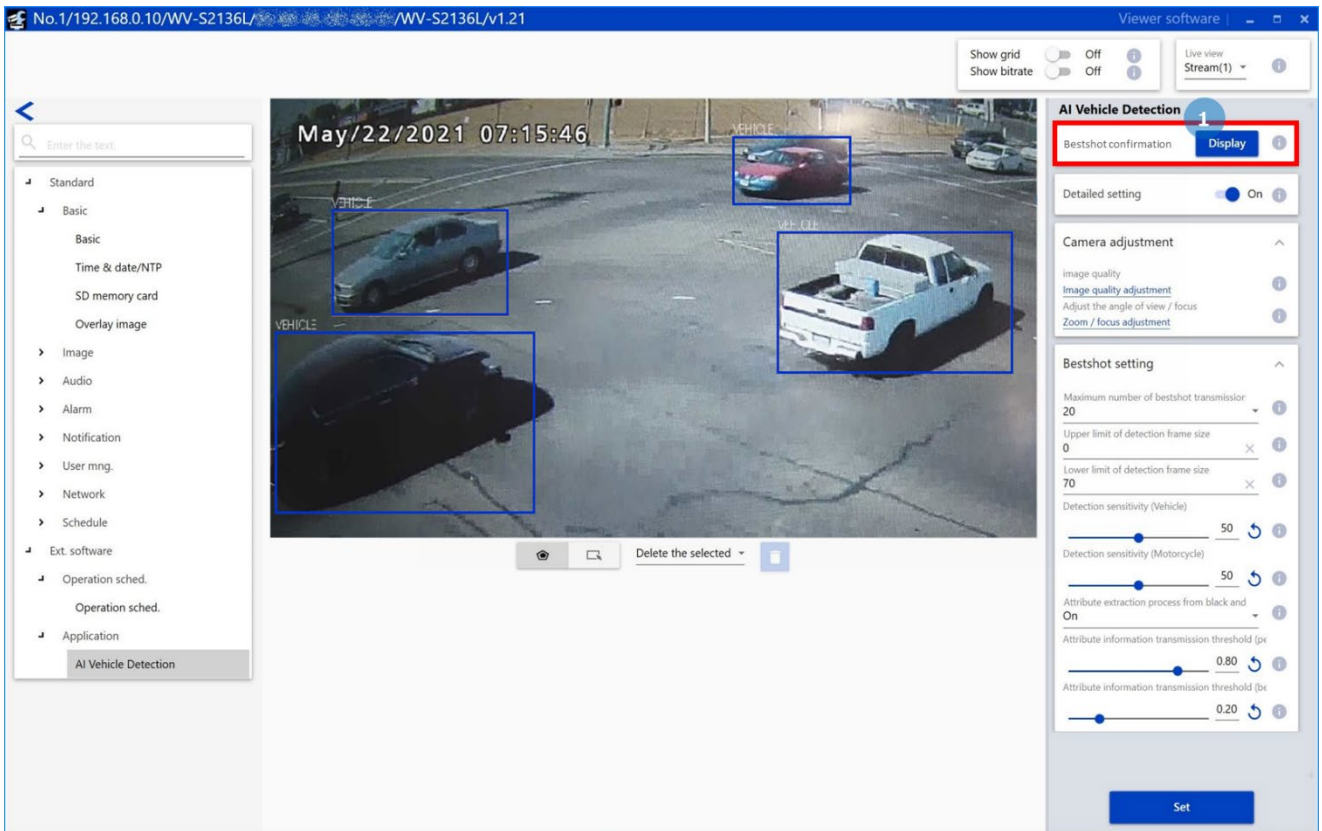 No.1/192.168.0.10/WV-S2136L/ /WV-S2136L/v1.21
Viewer software
Show grid Off
Show bitrate Off
Live view
Stream(1)
Enter the text.
Standard
Basic
Basic
Time & date/NTP
SD memory card
Overlay image
Image
Audio
Alarm
Notification
User mng.
Network
Schedule
Ext. software
Operation sched.
Operation sched.
Application
AI Vehicle Detection
May/22/2021 07:15:46
VEHICLE
VEHICLE
VEHICLE
VEHICLE
Delete the selected
AI Vehicle Detection
1
Bestshot confirmation Display
Detailed setting On
Camera adjustment
image quality
Image quality adjustment
Adjust the angle of view / focus
Zoom / focus adjustment
Bestshot setting
Maximum number of bestshot transmissior
20
Upper limit of detection frame size
0
Lower limit of detection frame size
70
Detection sensitivity (Vehicle)
50
Detection sensitivity (Motorcycle)
50
Attribute extraction process from black and
On
Attribute information transmission threshold (pe
0.80
Attribute information transmission threshold (be
0.20
Set